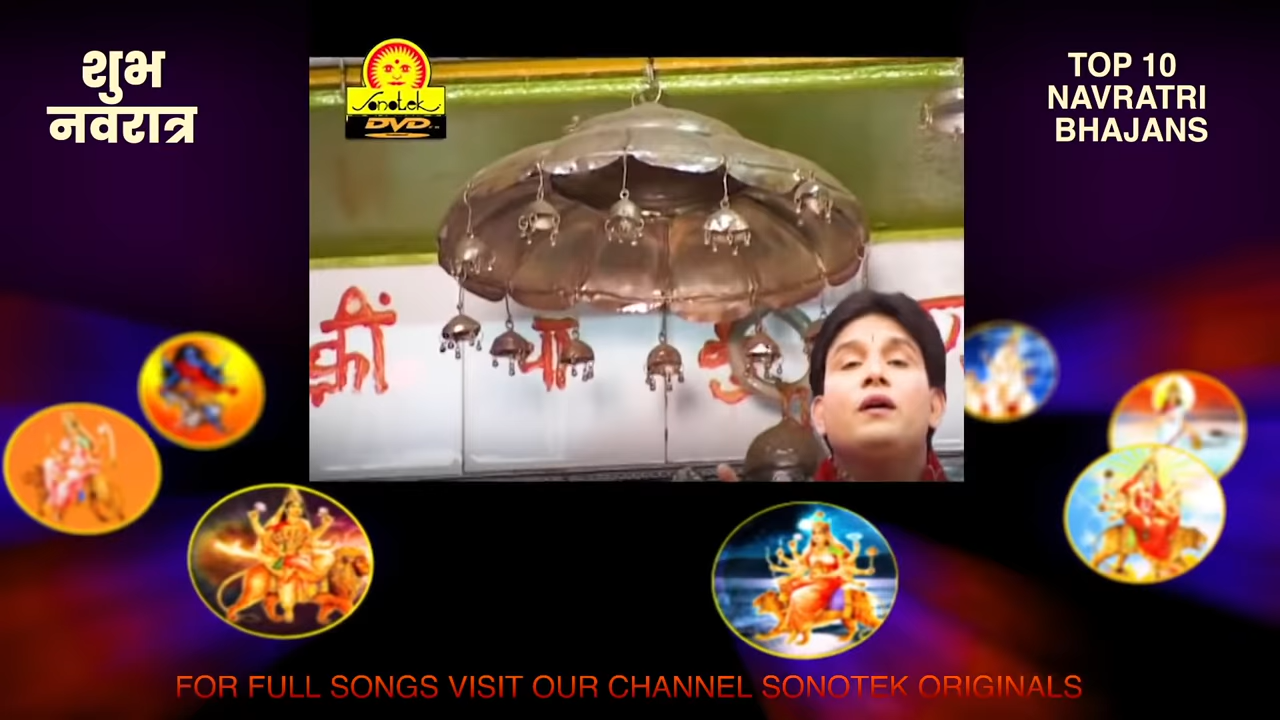 शुभ
नवरात्र
Sonotek
DVD
TOP 10
NAVRATRI
BHAJANS
क्रीं
FOR FULL SONGS VISIT OUR CHANNEL SONOTEK ORIGINALS